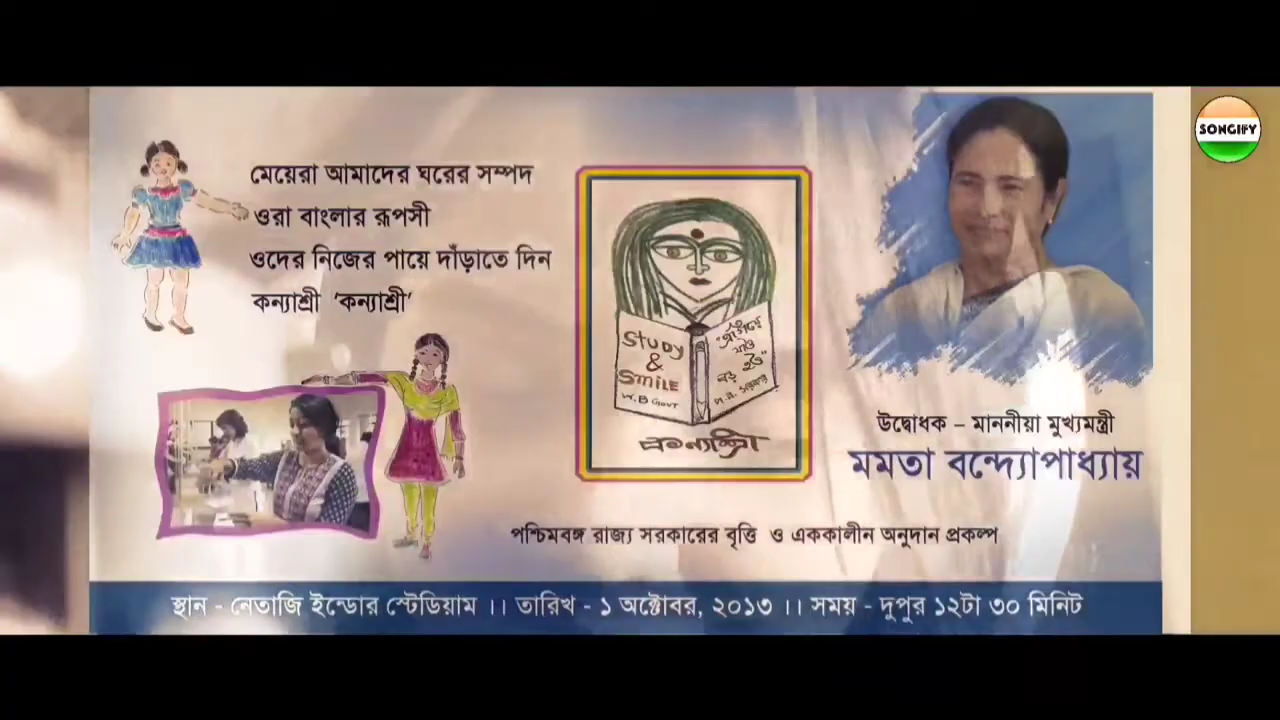 SONGIFY
মেয়েরা আমাদের ঘরের সম্পদ
ওরা বাংলার রূপসী
ওদের নিজের পায়ে দাঁড়াতে দিন
কন্যাশ্রী ‘কন্যাশ্রী’
Study
&
SmiLE
W.B Govt
কন্যাশ্রী
উদ্বোধক – মাননীয়া মুখ্যমন্ত্রী
মমতা বন্দ্যোপাধ্যায়
পশ্চিমবঙ্গ রাজ্য সরকারের বৃত্তি ও এককালীন অনুদান প্রকল্প
স্থান - নেতাজি ইন্ডোর স্টেডিয়াম ।। তারিখ - ১ অক্টোবর, ২০১৩ ।। সময় - দুপুর ১২টা ৩০ মিনিট